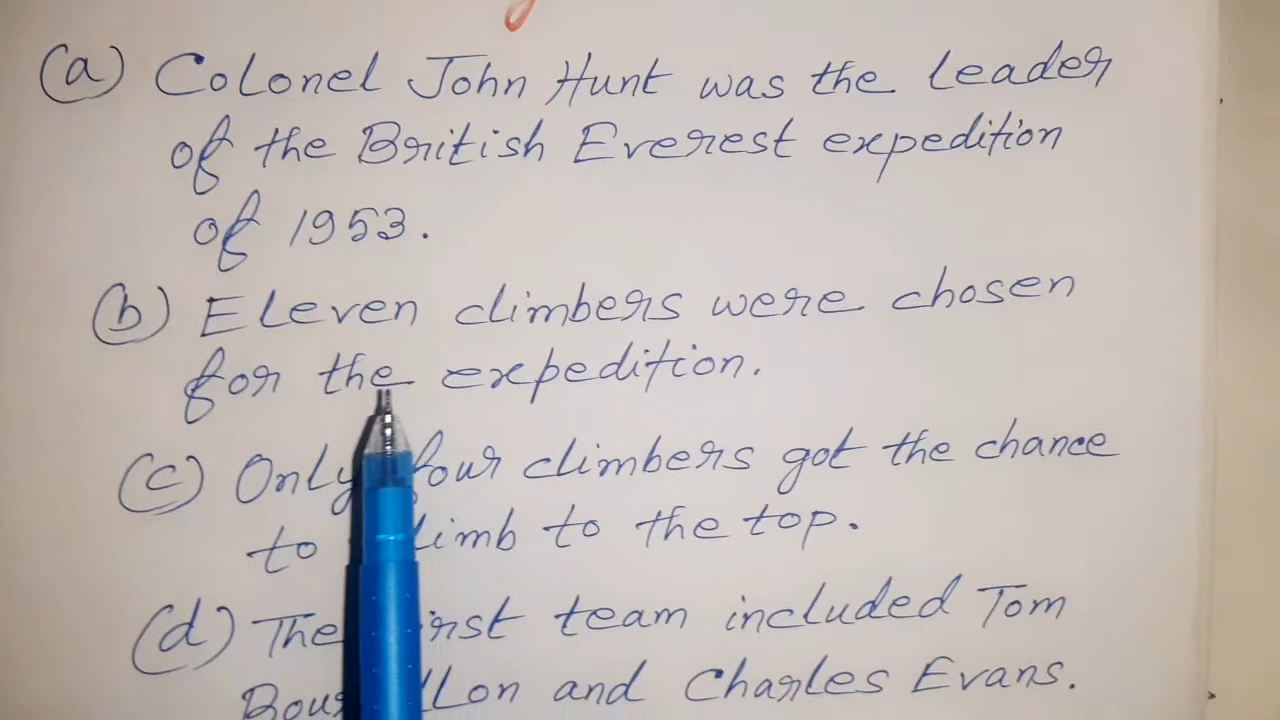 (a) Colonel John Hunt was the leader
of the British Everest expedition
of 1953.
(b) Eleven climbers were chosen
for the expedition.
(c) Only four climbers got the chance
to climb to the top.
(d) The first team included Tom
and Charles Evans.